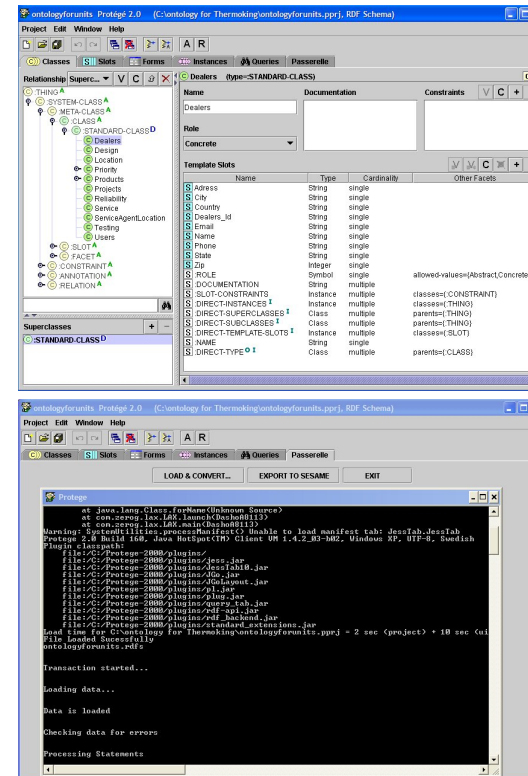 ontologyforunits Protégé 2.0 (C:\ontology for Thermoking\ontologyforunits.pprj, RDF Schema)
Project Edit Window Help
A R
C Classes S Slots Forms Instances Queries Passerelle
Relationship Superc... V C X
C Dealers (type=:STANDARD-CLASS)
C :THING A
C :SYSTEM-CLASS A
C :META-CLASS A
C :CLASS A
C :STANDARD-CLASS D
C Dealers
C Design
C Location
C Priority
C Products
C Projects
C Reliability
C Service
C ServiceAgentLocation
C Testing
C Users
C :SLOT A
C :FACET A
C :CONSTRAINT A
C :ANNOTATION A
C :RELATION A
Superclasses + −
C :STANDARD-CLASS D
Name Documentation Constraints V C +
Dealers
Role
Concrete
Template Slots V V C X +
Name Type Cardinality Other Facets
S Adress String single
S City String single
S Country String single
S Dealers_Id String single
S Email String single
S Name String single
S Phone String single
S State String single
S Zip Integer single
S :ROLE Symbol single allowed-values={Abstract,Concrete
S :DOCUMENTATION String multiple
S :SLOT-CONSTRAINTS Instance multiple classes={:CONSTRAINT}
S :DIRECT-INSTANCES I Instance multiple classes={:THING}
S :DIRECT-SUPERCLASSES I Class multiple parents={:THING}
S :DIRECT-SUBCLASSES I Class multiple parents={:THING}
S :DIRECT-TEMPLATE-SLOTS I Instance multiple classes={:SLOT}
S :NAME String single
S :DIRECT-TYPE O I Class multiple parents={:CLASS}
ontologyforunits Protégé 2.0 (C:\ontology for Thermoking\ontologyforunits.pprj, RDF Schema)
Project Edit Window Help
A R
C Classes S Slots Forms Instances Queries Passerelle
LOAD & CONVERT... EXPORT TO SESAME EXIT
Protege
at java.lang.Class.forName(Unknown Source)
at com.zerog.lax.LAX.launch(DashoA8113)
at com.zerog.lax.LAX.main(DashoA8113)
Warning: SystemUtilities.processManifest() Unable to load manifest tab: JessTab.JessTab
Protege 2.0 Build 160, Java HotSpot(TM) Client VM 1.4.2_03-b02, Windows XP, UTF-8, Swedish
Plugin classpath:
file:/C:/Protege-2000/plugins/
file:/C:/Protege-2000/plugins/jess.jar
file:/C:/Protege-2000/plugins/JessTab10.jar
file:/C:/Protege-2000/plugins/JGo.jar
file:/C:/Protege-2000/plugins/JGoLayout.jar
file:/C:/Protege-2000/plugins/pl.jar
file:/C:/Protege-2000/plugins/plug.jar
file:/C:/Protege-2000/plugins/query_tab.jar
file:/C:/Protege-2000/plugins/rdf-api.jar
file:/C:/Protege-2000/plugins/rdf_backend.jar
file:/C:/Protege-2000/plugins/standard_extensions.jar
Load time for C:\ontology for Thermoking\ontologyforunits.pprj = 2 sec (project) + 10 sec (ui
File Loaded Sucessfully
ontologyforunits.rdfs
Transaction started...
Loading data...
Data is loaded
Checking data for errors
Processing Statements